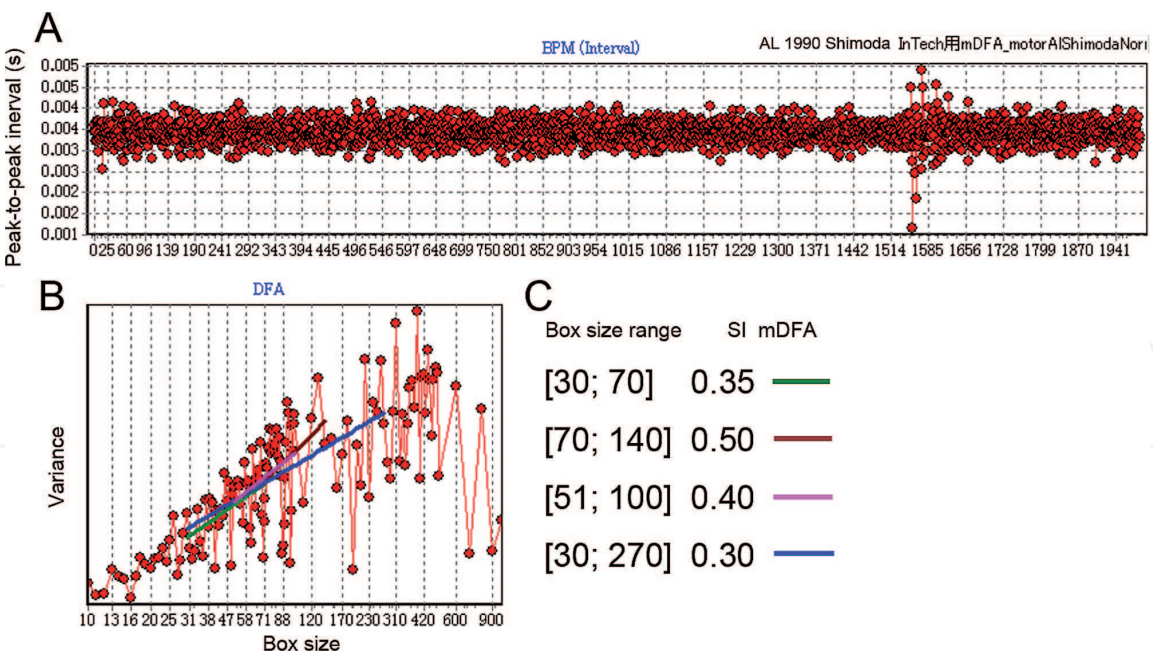 A
BPM (Interval)
AL 1990 Shimoda InTech用mDFA_motorAlShimodaNori
Peak-to-peak interval (s)
0.005
0.005
0.004
0.004
0.003
0.003
0.002
0.002
0.001
025 60 96 139 190 241 292 343 394 445 496 546 597 648 699 750 801 852 903 954 1015 1086 1157 1229 1300 1371 1442 1514 1585 1656 1728 1799 1870 1941
B
DFA
Variance
10 13 16 20 25 31 38 47 58 71 88 120 170 230 310 420 600 900
Box size
C
Box size range SI mDFA
[30; 70] 0.35
[70; 140] 0.50
[51; 100] 0.40
[30; 270] 0.30